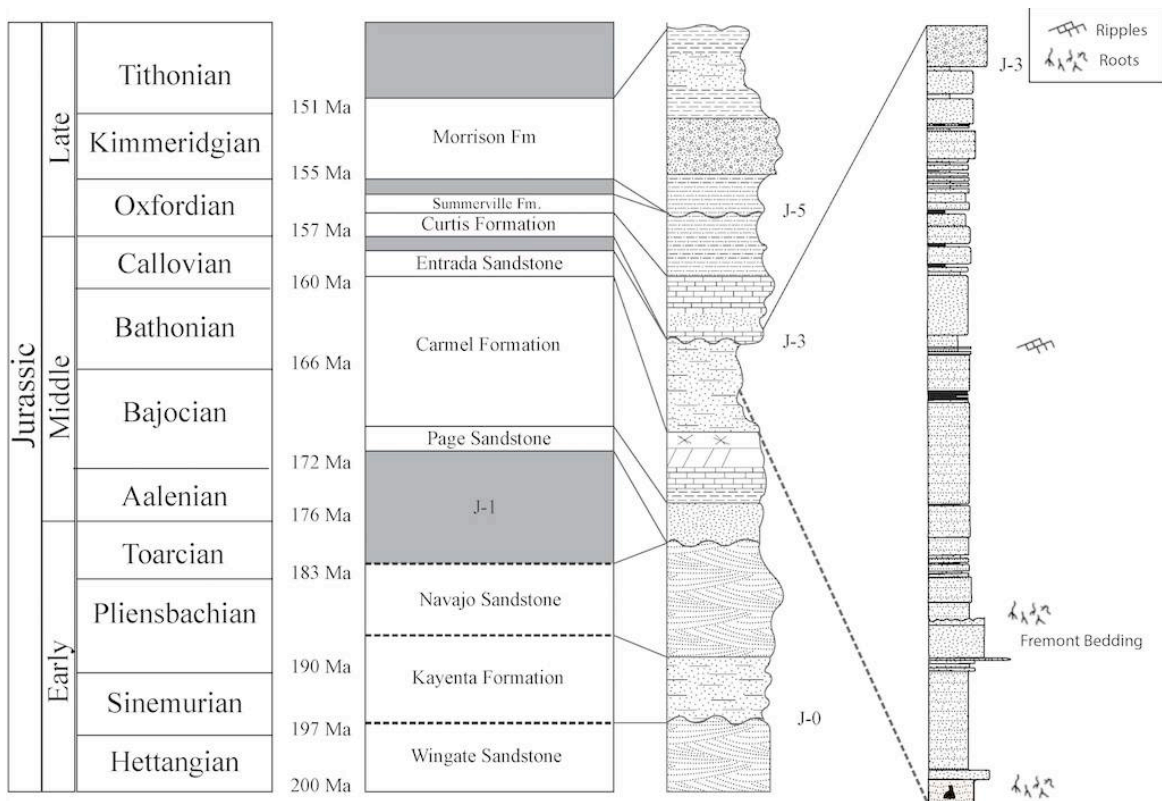 Jurassic
Late
Middle
Early
Tithonian
Kimmeridgian
Oxfordian
Callovian
Bathonian
Bajocian
Aalenian
Toarcian
Pliensbachian
Sinemurian
Hettangian
151 Ma
155 Ma
157 Ma
160 Ma
166 Ma
172 Ma
176 Ma
183 Ma
190 Ma
197 Ma
200 Ma
Morrison Fm
Summerville Fm.
Curtis Formation
Entrada Sandstone
Carmel Formation
Page Sandstone
J-1
Navajo Sandstone
Kayenta Formation
Wingate Sandstone
J-5
J-3
J-0
J-3
Ripples
Roots
Fremont Bedding